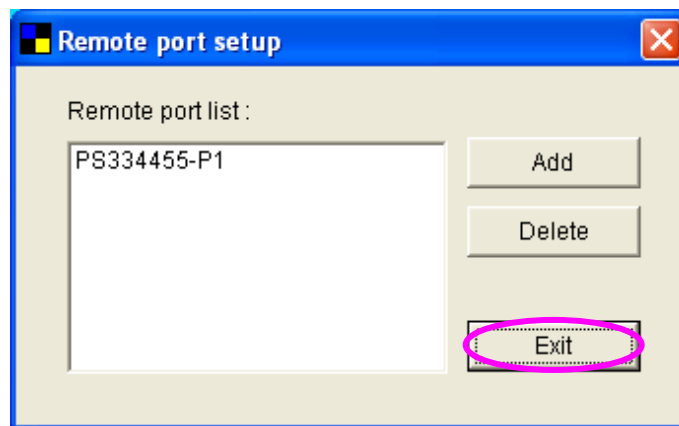 Remote port setup
Remote port list :
PS334455-P1
Add
Delete
Exit